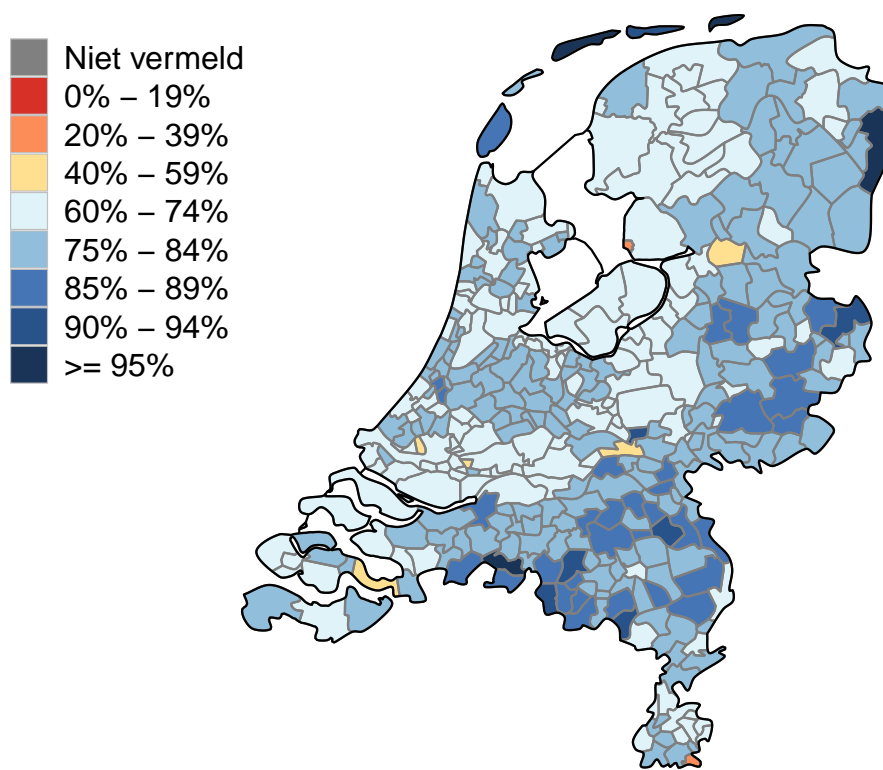 Niet vermeld
0% – 19%
20% – 39%
40% – 59%
60% – 74%
75% – 84%
85% – 89%
90% – 94%
>= 95%